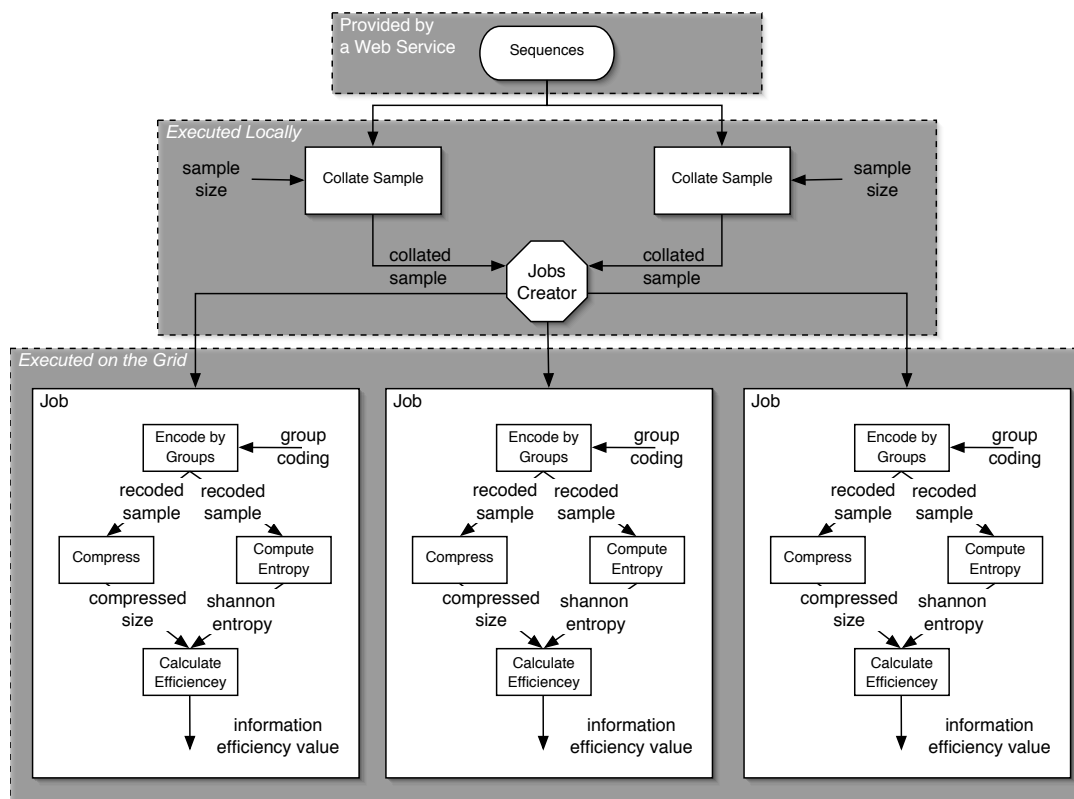 Provided by
a Web Service
Sequences
Executed Locally
sample
size
Collate Sample
Collate Sample
sample
size
collated
sample
Jobs
Creator
collated
sample
Executed on the Grid
Job
Encode by
Groups
group
coding
recoded
sample
recoded
sample
Compress
Compute
Entropy
compressed
size
shannon
entropy
Calculate
Efficiencey
information
efficiency value
Job
Encode by
Groups
group
coding
recoded
sample
recoded
sample
Compress
Compute
Entropy
compressed
size
shannon
entropy
Calculate
Efficiencey
information
efficiency value
Job
Encode by
Groups
group
coding
recoded
sample
recoded
sample
Compress
Compute
Entropy
compressed
size
shannon
entropy
Calculate
Efficiencey
information
efficiency value